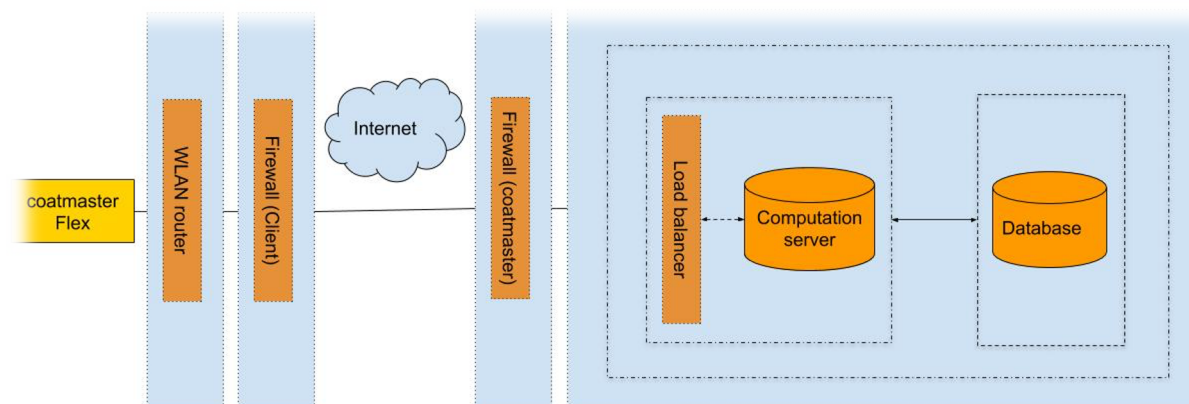 coatmaster
Flex
WLAN router
Firewall (Client)
Internet
Firewall (coatmaster)
Load balancer
Computation
server
Database